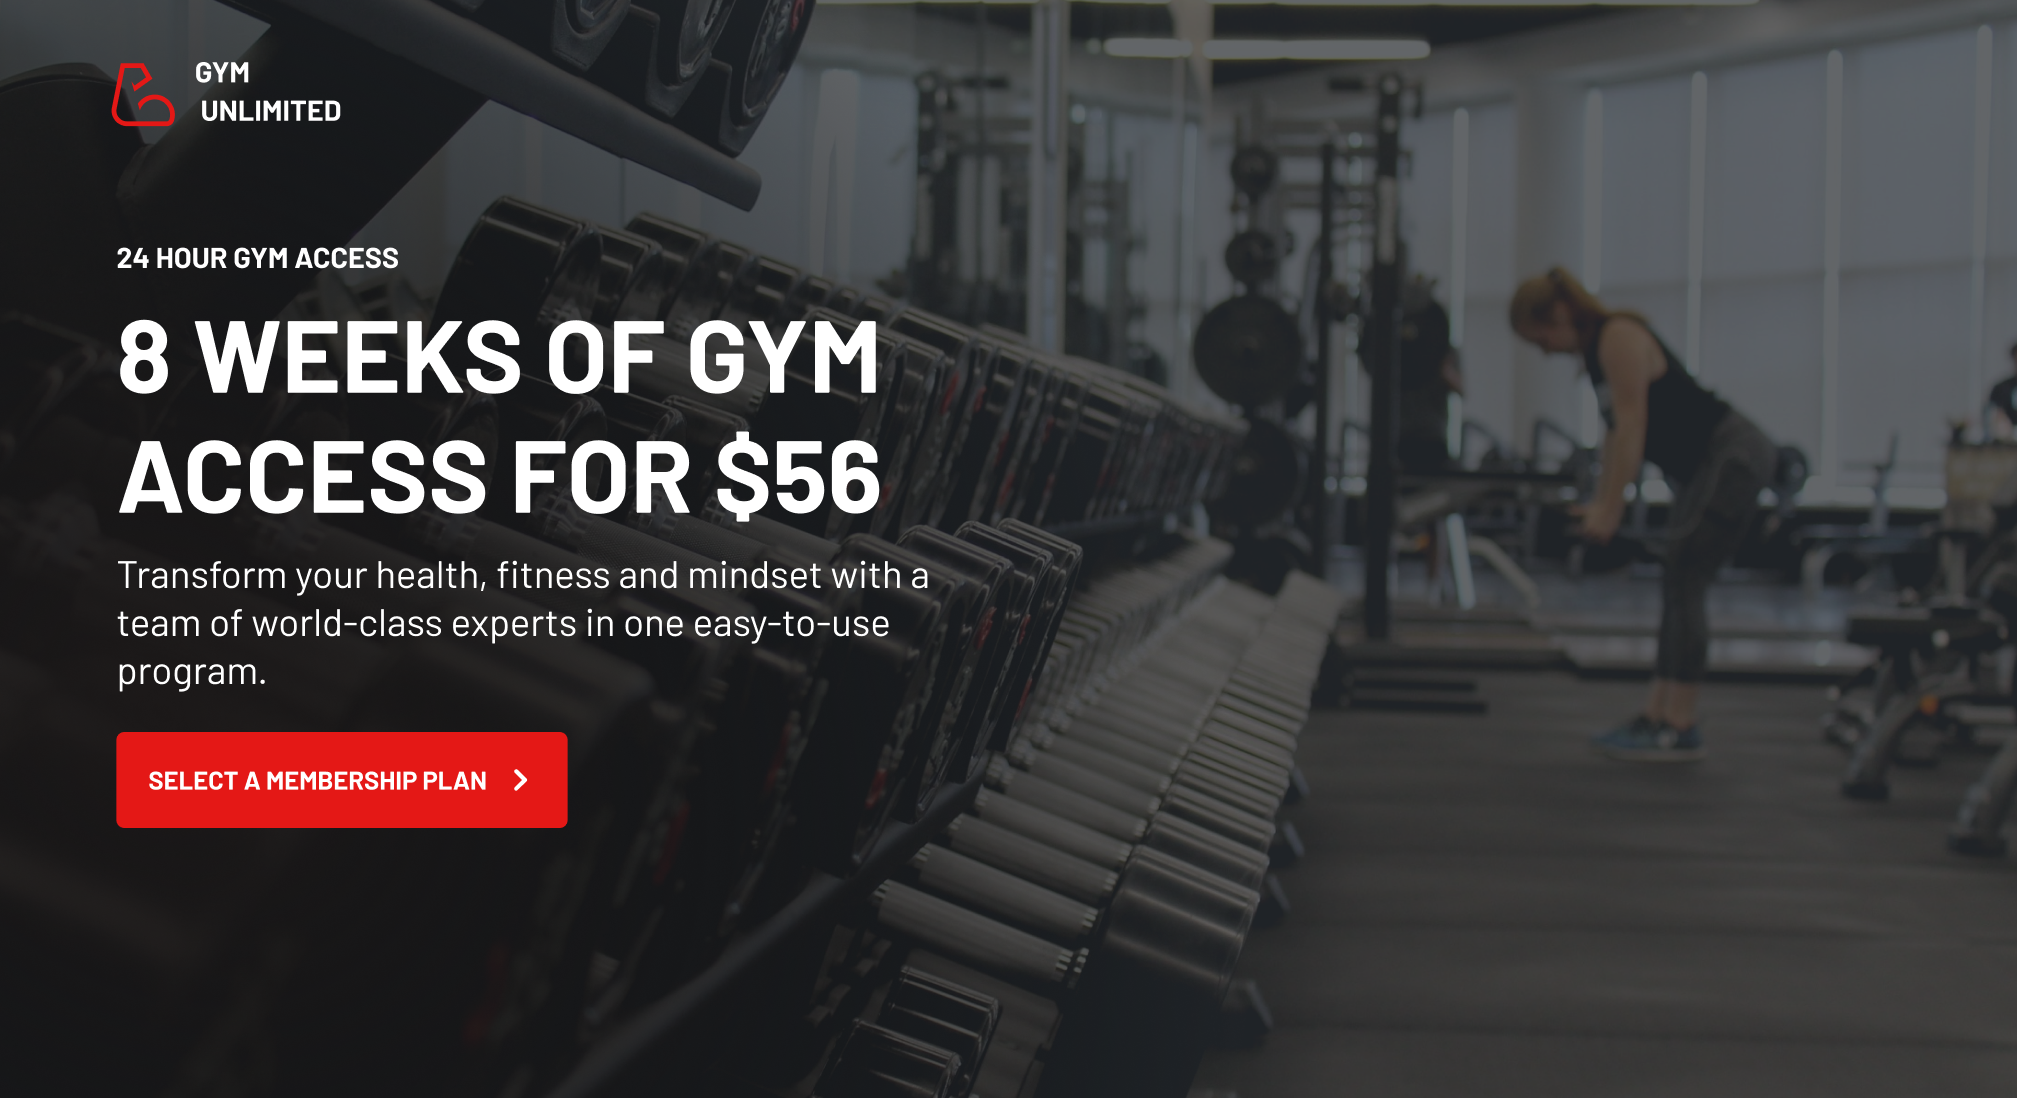 GYM
UNLIMITED
24 HOUR GYM ACCESS
8 WEEKS OF GYM
ACCESS FOR $56
Transform your health, fitness and mindset with a
team of world-class experts in one easy-to-use
program.
SELECT A MEMBERSHIP PLAN